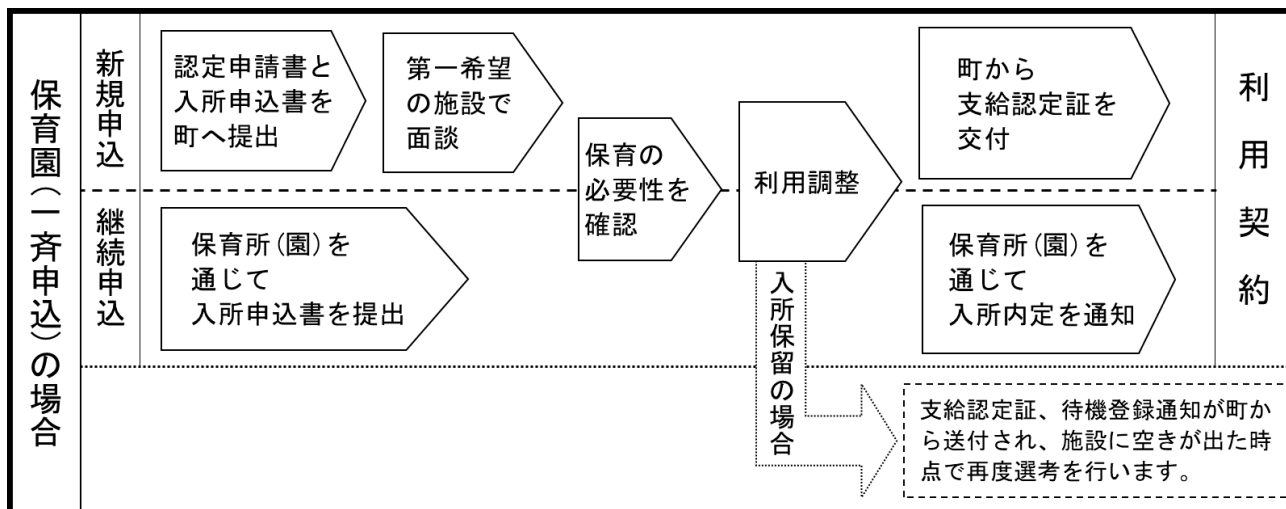 保育園(一斉申込)の場合
新規申込
認定申請書と
入所申込書を
町へ提出
第一希望
の施設で
面談
継続申込
保育所(園)を
通じて
入所申込書を提出
保育の
必要性を
確認
利用調整
町から
支給認定証を
交付
保育所(園)を
通じて
入所内定を通知
利用契約
入所保留の場合
支給認定証、待機登録通知が町か
ら送付され、施設に空きが出た時
点で再度選考を行います。